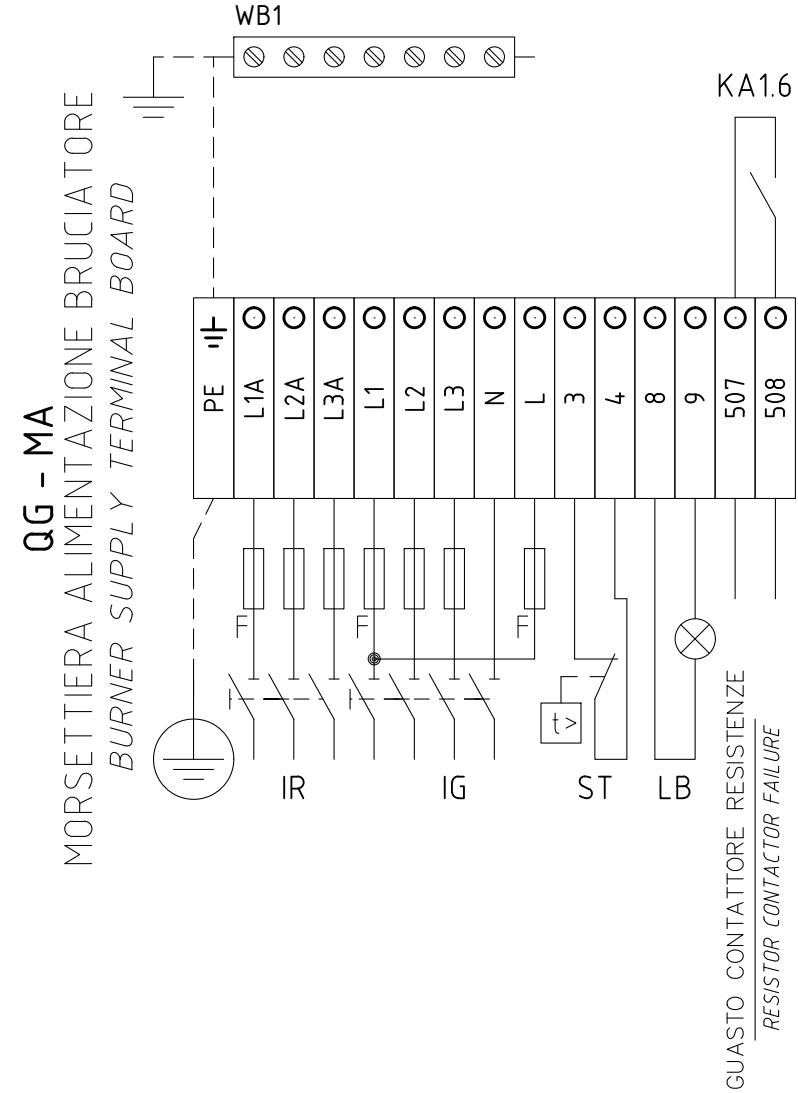 WB1
KA1.6
QG - MA
MORSETTIERA ALIMENTAZIONE BRUCIATORE
BURNER SUPPLY TERMINAL BOARD
PE
L1A
L2A
L3A
L1
L2
L3
N
L
3
4
8
9
507
508
F
F
F
t>
IR
IG
ST
LB
GUASTO CONTATTORE RESISTENZE
RESISTOR CONTACTOR FAILURE